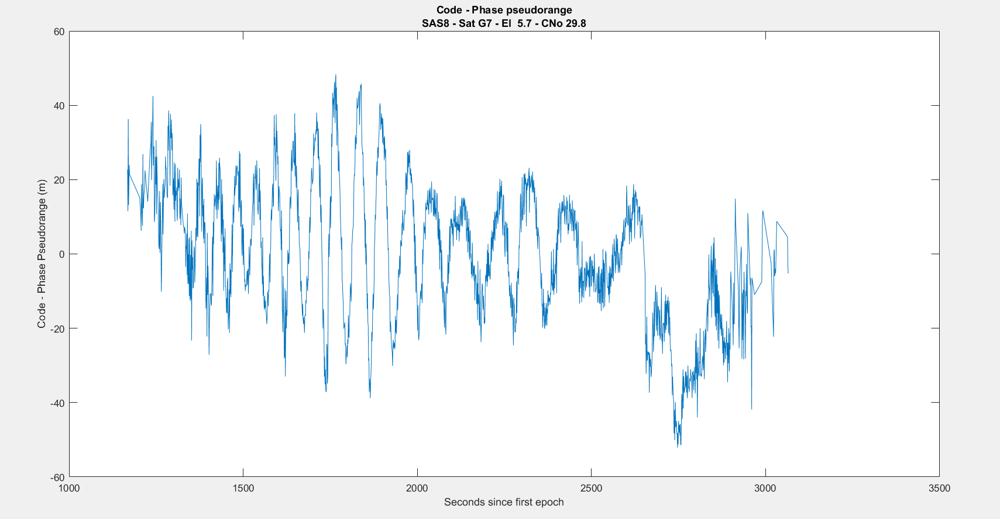 Code - Phase pseudorange
SAS8 - Sat G7 - El  5.7 - CNo 29.8
60
40
20
0
-20
-40
-60
Code - Phase Pseudorange (m)
1000 1500 2000 2500 3000 3500
Seconds since first epoch